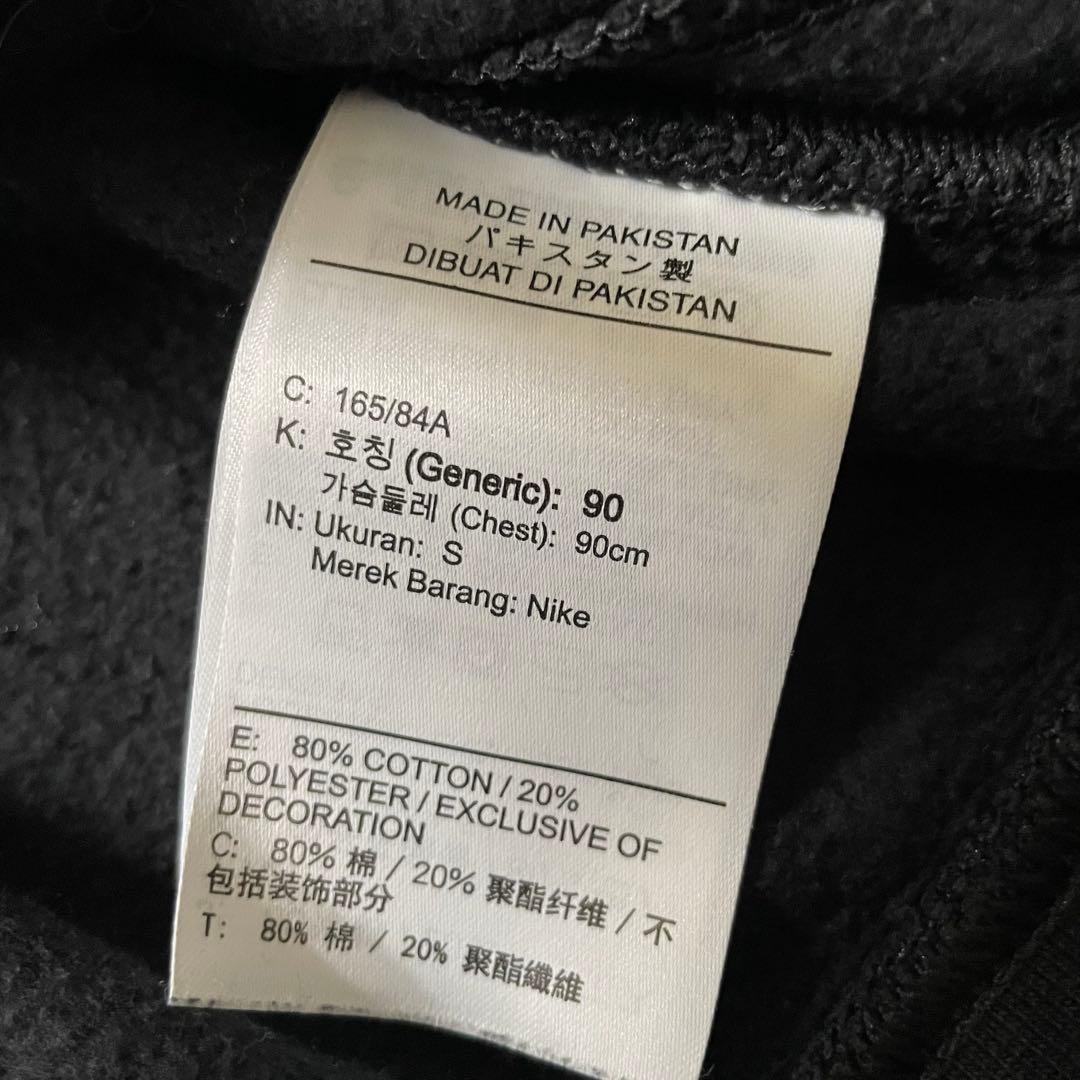 MADE IN PAKISTAN
パキスタン製
DIBUAT DI PAKISTAN
C: 165/84A
K: 호칭 (Generic): 90
가슴둘레 (Chest): 90cm
IN: Ukuran: S
Merek Barang: Nike
E: 80% COTTON / 20%
POLYESTER / EXCLUSIVE OF
DECORATION
C: 80% 棉 / 20% 聚酯纤维 / 不
包括装饰部分
T: 80% 棉 / 20% 聚酯纖維